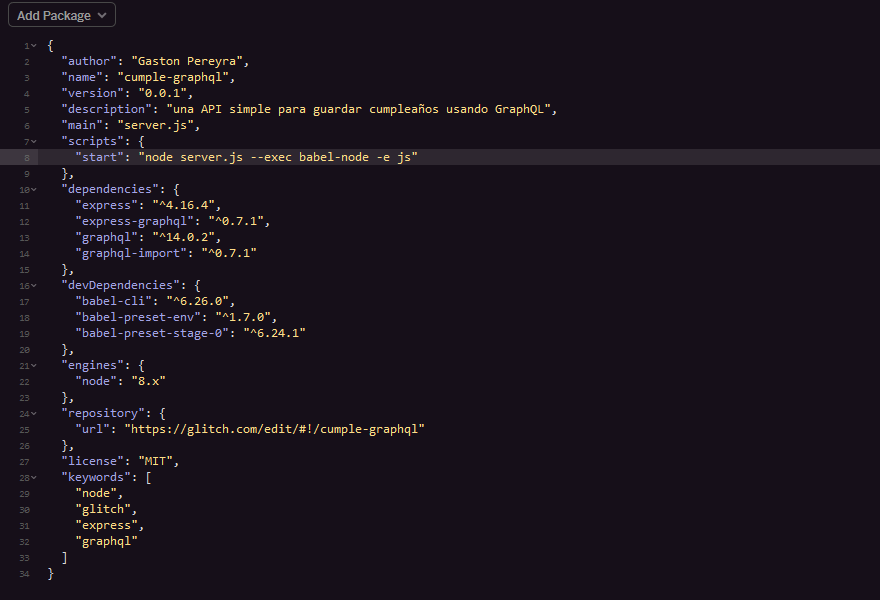 Add Package
1 {
2 "author": "Gaston Pereyra",
3 "name": "cumple-graphql",
4 "version": "0.0.1",
5 "description": "una API simple para guardar cumpleaños usando GraphQL",
6 "main": "server.js",
7 "scripts": {
8 "start": "node server.js --exec babel-node -e js"
9 },
10 "dependencies": {
11 "express": "^4.16.4",
12 "express-graphql": "^0.7.1",
13 "graphql": "^14.0.2",
14 "graphql-import": "^0.7.1"
15 },
16 "devDependencies": {
17 "babel-cli": "^6.26.0",
18 "babel-preset-env": "^1.7.0",
19 "babel-preset-stage-0": "^6.24.1"
20 },
21 "engines": {
22 "node": "8.x"
23 },
24 "repository": {
25 "url": "https://glitch.com/edit/#!/cumple-graphql"
26 },
27 "license": "MIT",
28 "keywords": [
29 "node",
30 "glitch",
31 "express",
32 "graphql"
33 ]
34 }